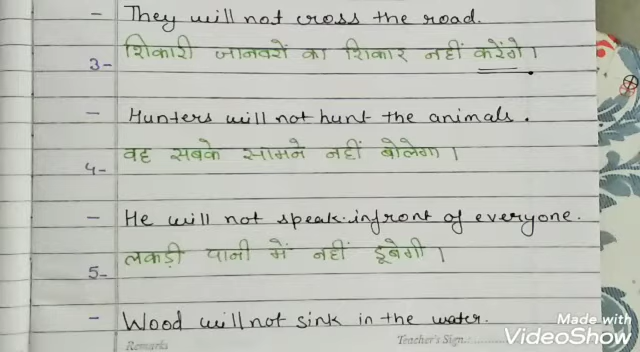 - They will not cross the road.
3- शिकारी जानवरों का शिकार नहीं करेंगे।
- Hunters will not hunt the animals.
4- वह सबके सामने नहीं बोलेगा।
- He will not speak infront of everyone.
5- लकड़ी पानी में नहीं डूबेगी।
- Wood will not sink in the water.
Remarks Teacher's Sign.
Made with
VideoShow